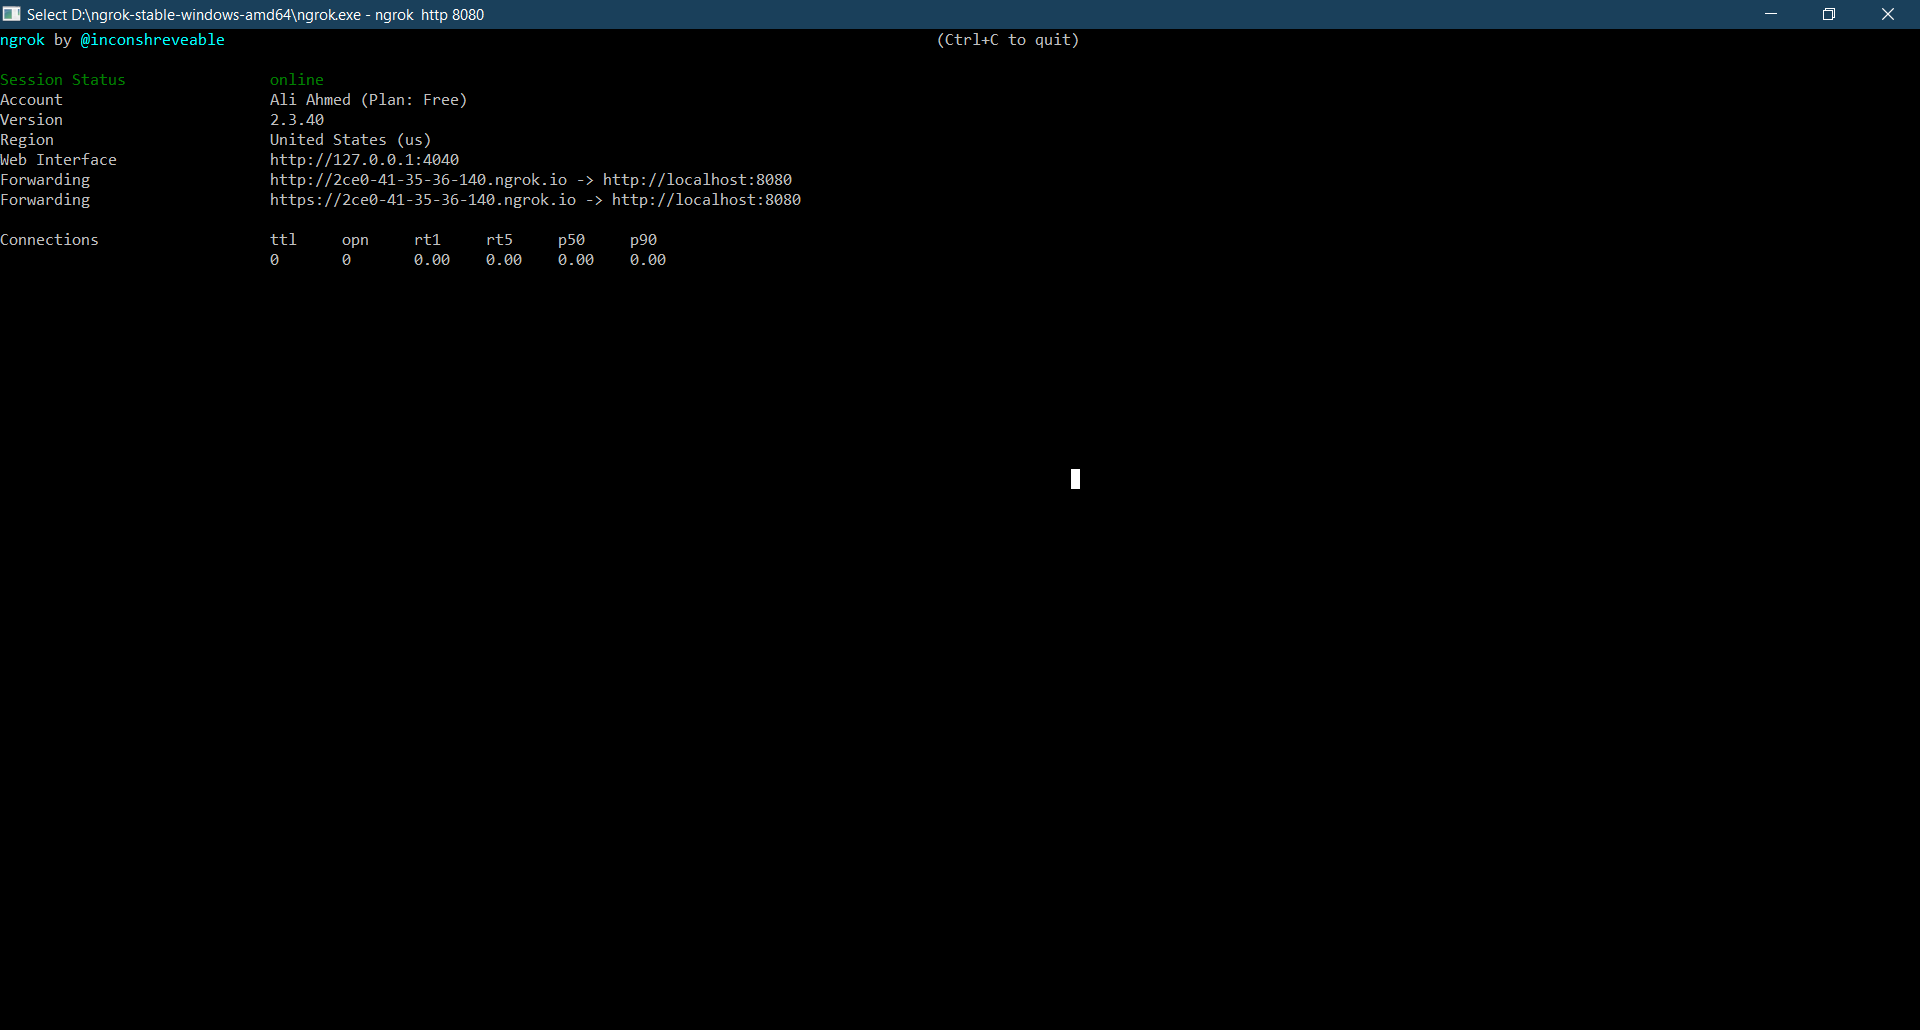 Select D:\ngrok-stable-windows-amd64\ngrok.exe - ngrok  http 8080
ngrok by @inconshreveable (Ctrl+C to quit)
Session Status online
Account Ali Ahmed (Plan: Free)
Version 2.3.40
Region United States (us)
Web Interface http://127.0.0.1:4040
Forwarding http://2ce0-41-35-36-140.ngrok.io -> http://localhost:8080
Forwarding https://2ce0-41-35-36-140.ngrok.io -> http://localhost:8080
Connections ttl opn rt1 rt5 p50 p90
0 0 0.00 0.00 0.00 0.00